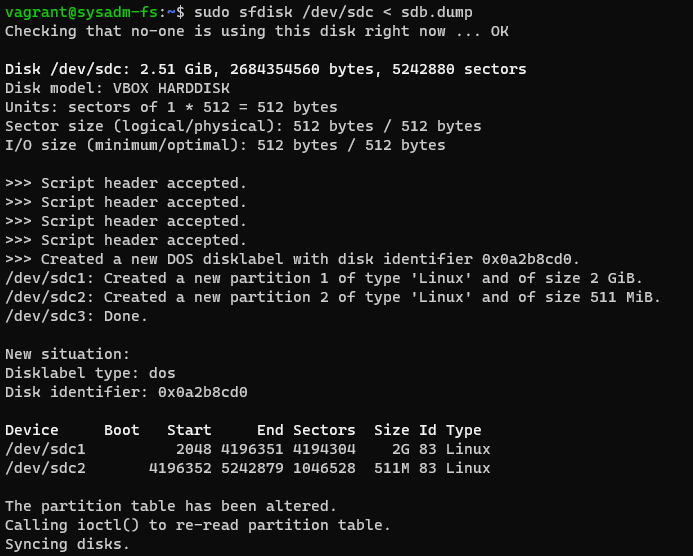 vagrant@sysadm-fs:~$ sudo sfdisk /dev/sdc < sdb.dump
Checking that no-one is using this disk right now ... OK

Disk /dev/sdc: 2.51 GiB, 2684354560 bytes, 5242880 sectors
Disk model: VBOX HARDDISK
Units: sectors of 1 * 512 = 512 bytes
Sector size (logical/physical): 512 bytes / 512 bytes
I/O size (minimum/optimal): 512 bytes / 512 bytes

>>> Script header accepted.
>>> Script header accepted.
>>> Script header accepted.
>>> Script header accepted.
>>> Created a new DOS disklabel with disk identifier 0x0a2b8cd0.
/dev/sdc1: Created a new partition 1 of type 'Linux' and of size 2 GiB.
/dev/sdc2: Created a new partition 2 of type 'Linux' and of size 511 MiB.
/dev/sdc3: Done.

New situation:
Disklabel type: dos
Disk identifier: 0x0a2b8cd0

Device     Boot   Start     End Sectors  Size Id Type
/dev/sdc1          2048 4196351 4194304    2G 83 Linux
/dev/sdc2       4196352 5242879 1046528  511M 83 Linux

The partition table has been altered.
Calling ioctl() to re-read partition table.
Syncing disks.